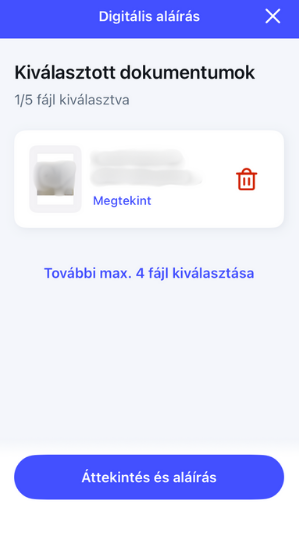 Digitális aláírás
Kiválasztott dokumentumok
1/5 fájl kiválasztva
Megtekint
További max. 4 fájl kiválasztása
Áttekintés és aláírás